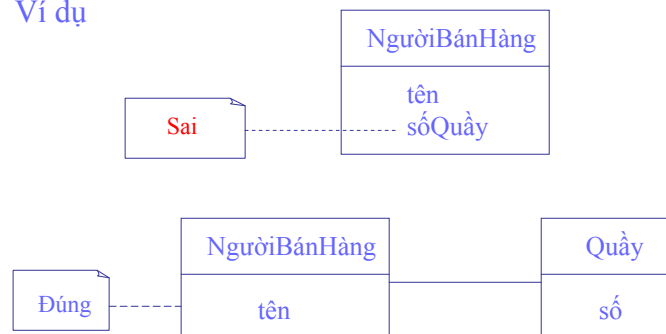 Ví dụ
NgườiBánHàng
tên
Sai
sốQuầy
NgườiBánHàng
Quầy
Đúng
tên
số